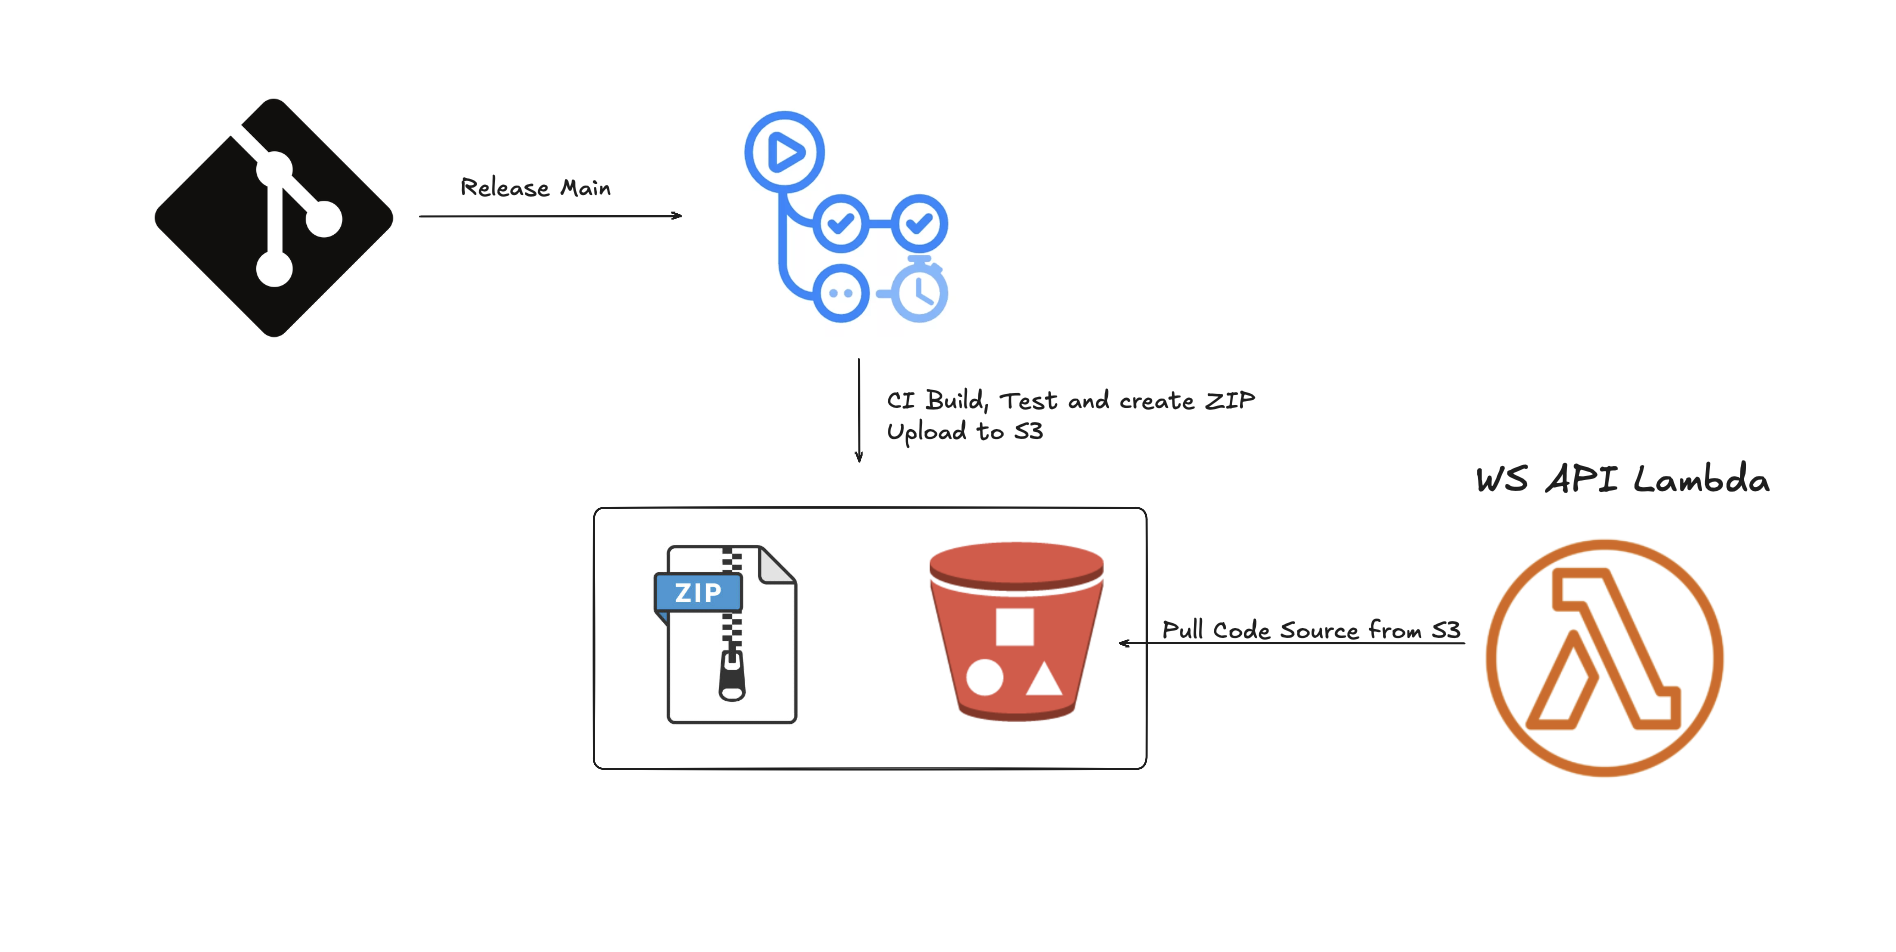 Release Main
CI Build, Test and create ZIP
Upload to S3
WS API Lambda
ZIP
Pull Code Source from S3